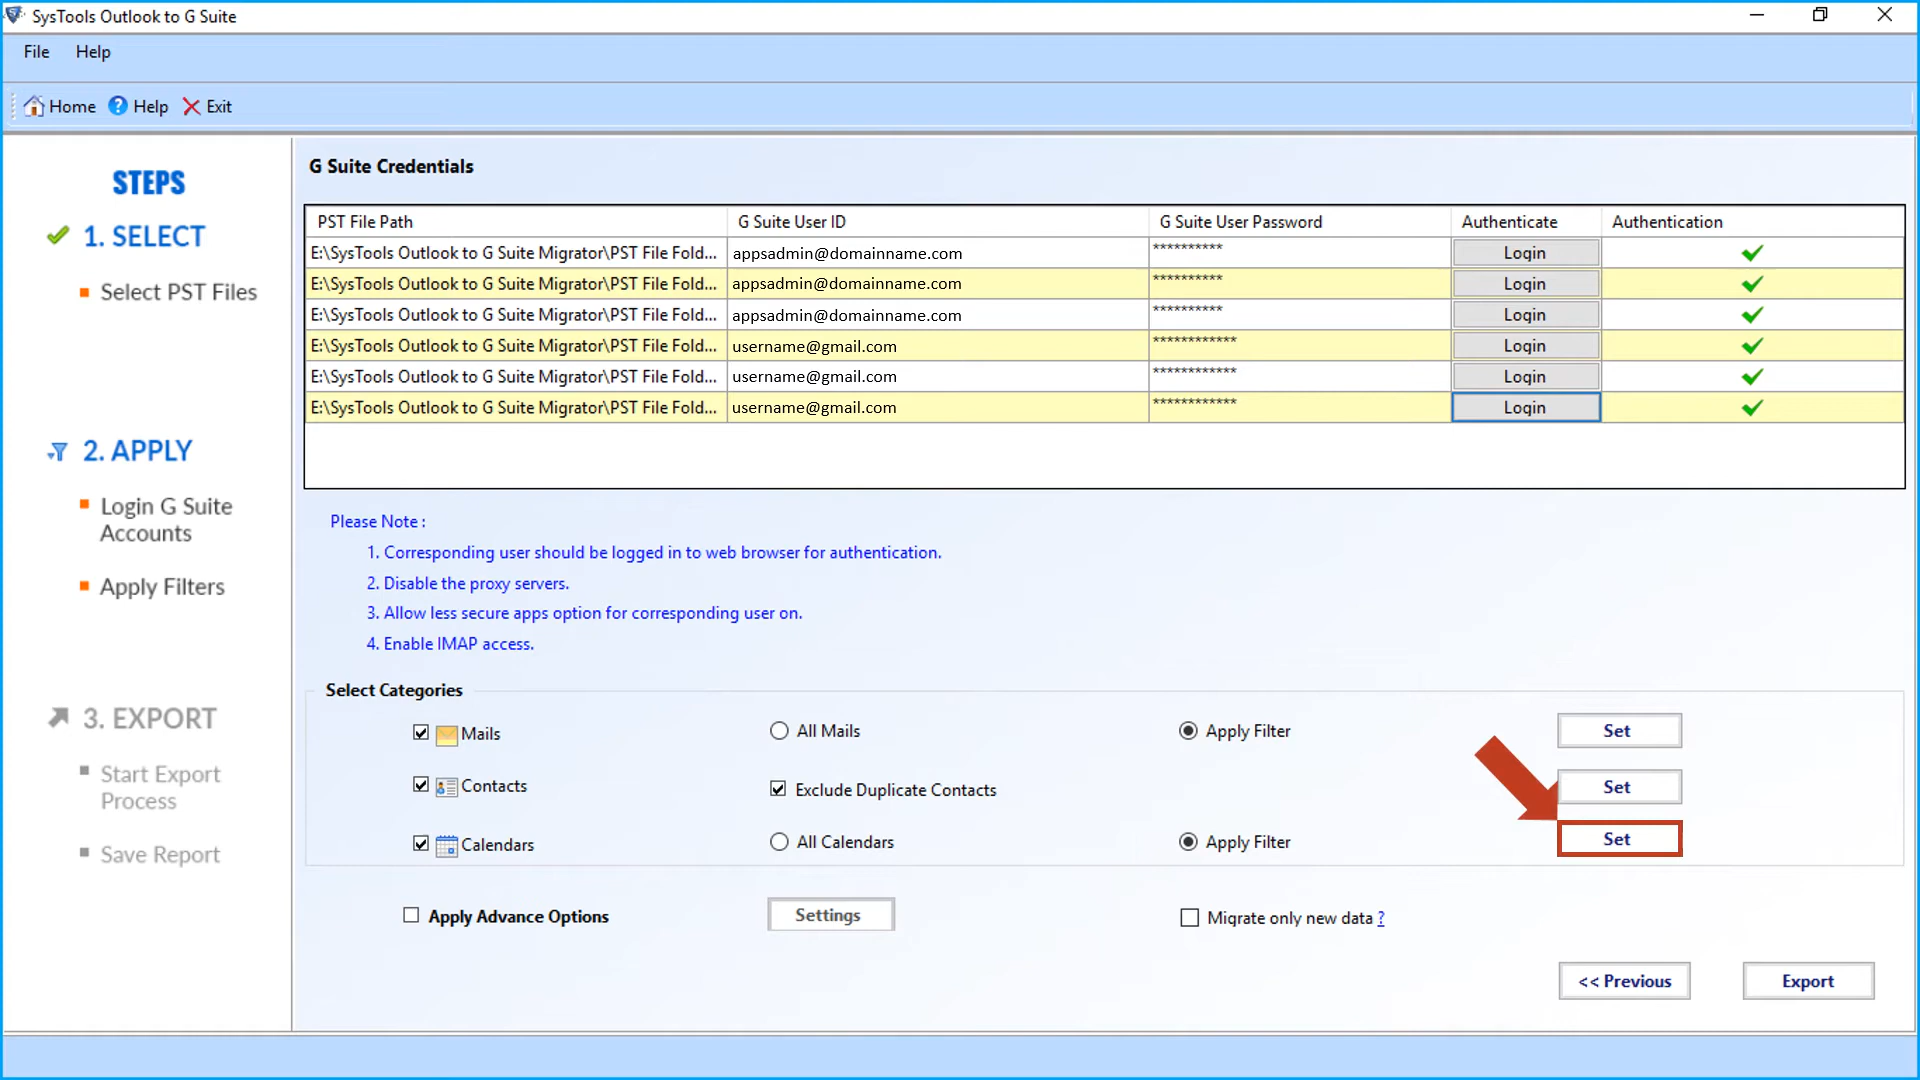 SysTools Outlook to G Suite
File Help
Home Help Exit
STEPS
1. SELECT
Select PST Files
2. APPLY
Login G Suite
Accounts
Apply Filters
3. EXPORT
Start Export
Process
Save Report
G Suite Credentials
PST File Path G Suite User ID G Suite User Password Authenticate Authentication
E:\SysTools Outlook to G Suite Migrator\PST File Fold... appsadmin@domainname.com ********** Login
E:\SysTools Outlook to G Suite Migrator\PST File Fold... appsadmin@domainname.com ********** Login
E:\SysTools Outlook to G Suite Migrator\PST File Fold... appsadmin@domainname.com ********** Login
E:\SysTools Outlook to G Suite Migrator\PST File Fold... username@gmail.com ************ Login
E:\SysTools Outlook to G Suite Migrator\PST File Fold... username@gmail.com ************ Login
E:\SysTools Outlook to G Suite Migrator\PST File Fold... username@gmail.com ************ Login
Please Note :
1. Corresponding user should be logged in to web browser for authentication.
2. Disable the proxy servers.
3. Allow less secure apps option for corresponding user on.
4. Enable IMAP access.
Select Categories
Mails All Mails Apply Filter Set
Contacts Exclude Duplicate Contacts Set
Calendars All Calendars Apply Filter Set
Apply Advance Options Settings Migrate only new data ?
<< Previous Export